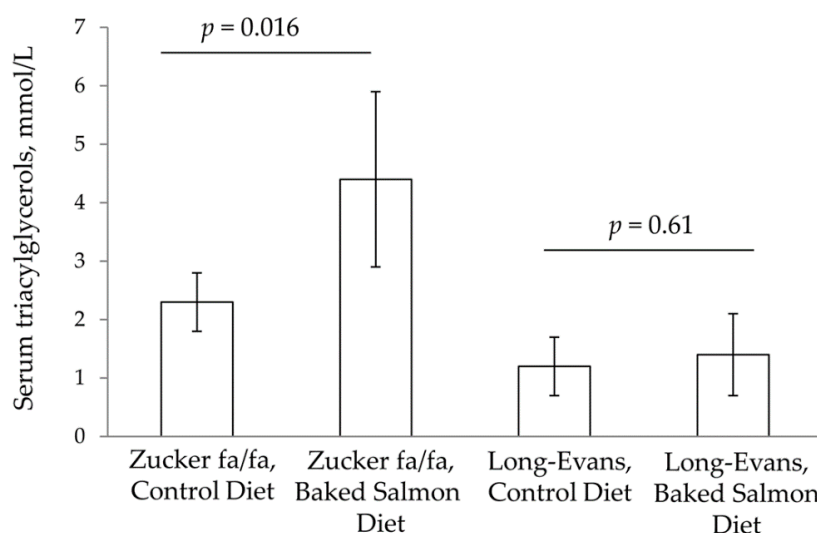 Serum triacylglycerols, mmol/L
7
6
5
4
3
2
1
0
p = 0.016
p = 0.61
Zucker fa/fa,
Control Diet
Zucker fa/fa,
Baked Salmon
Diet
Long-Evans,
Control Diet
Long-Evans,
Baked Salmon
Diet